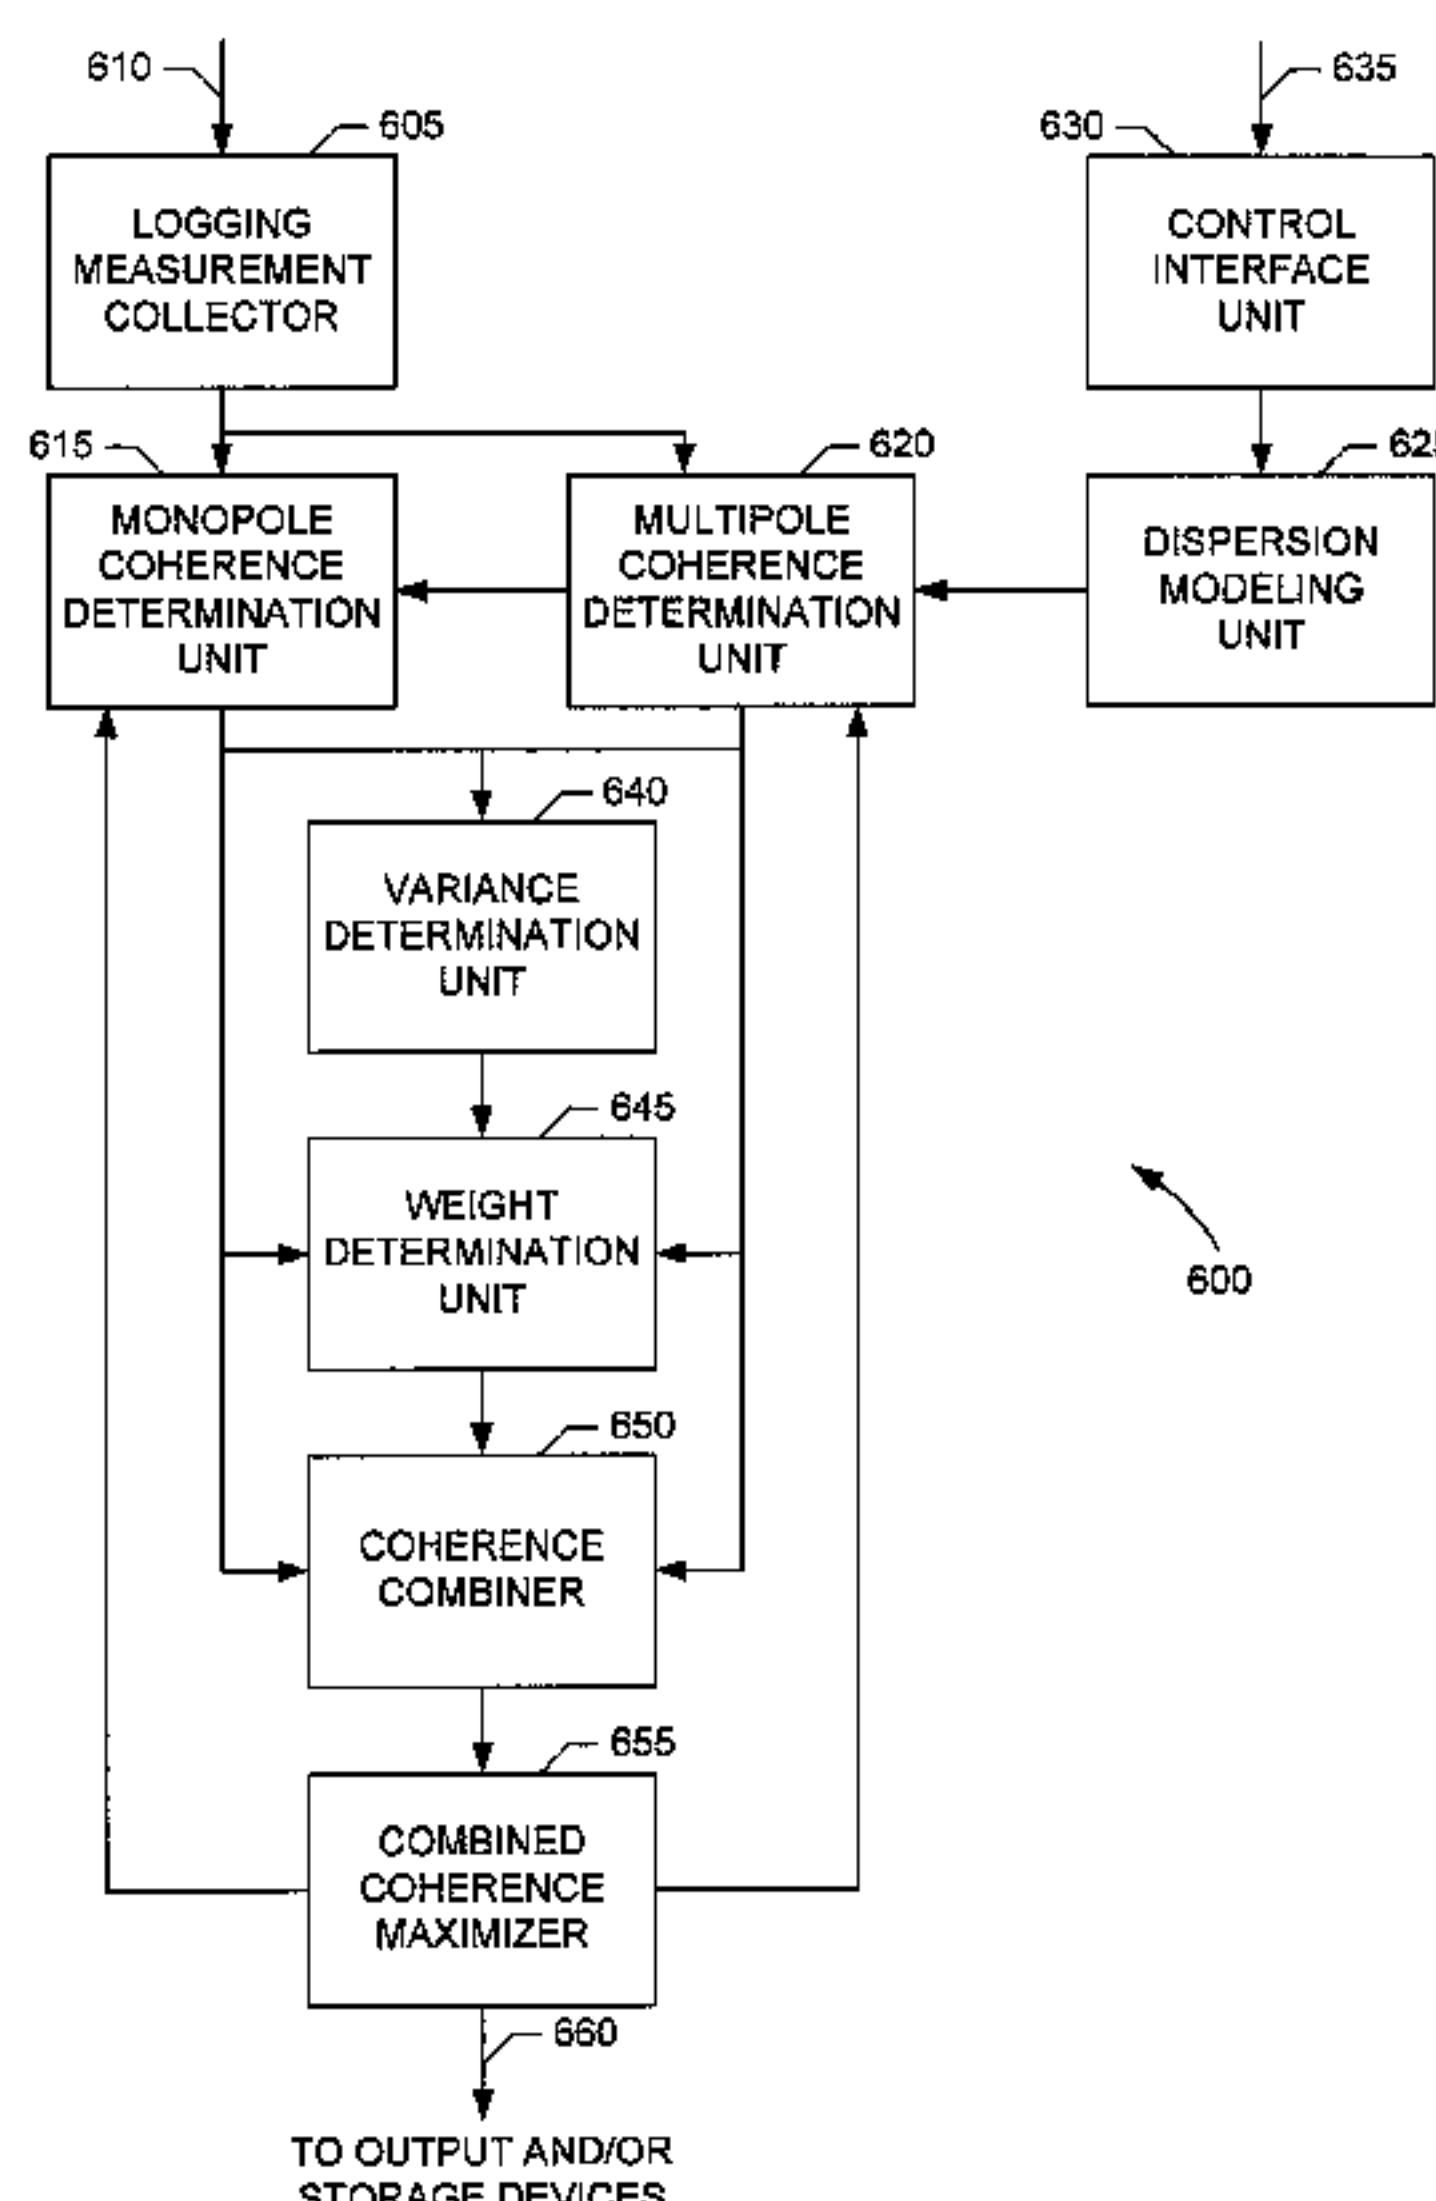 610
635
605
630
LOGGING
MEASUREMENT
COLLECTOR
CONTROL
INTERFACE
UNIT
615
620
MONOPOLE
COHERENCE
DETERMINATION
UNIT
MULTIPOLE
COHERENCE
DETERMINATION
UNIT
DISPERSION
MODELING
UNIT
640
VARIANCE
DETERMINATION
UNIT
645
WEIGHT
DETERMINATION
UNIT
600
650
COHERENCE
COMBINER
655
COMBINED
COHERENCE
MAXIMIZER
660
TO OUTPUT AND/OR
STORAGE DEVICES